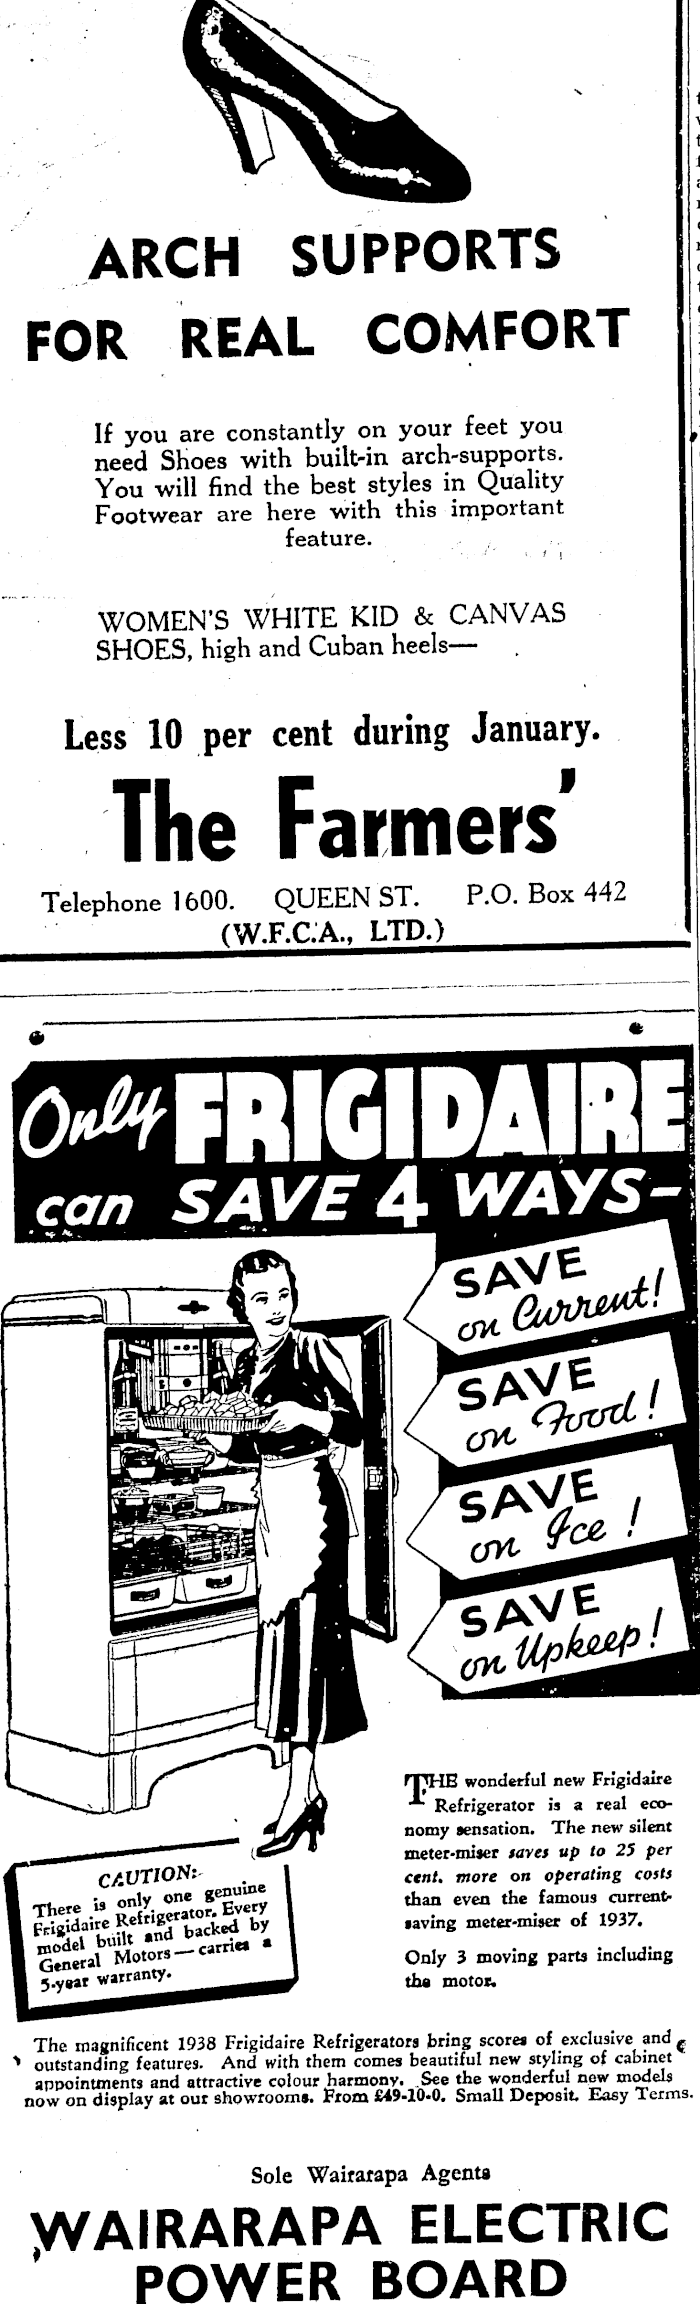 ARCH SUPPORTS
FOR REAL COMFORT
If you are constantly on your feet you
need Shoes with built-in arch-supports.
You will find the best styles in Quality
Footwear are here with this important
feature.
WOMEN'S WHITE KID & CANVAS
SHOES, high and Cuban heels—
Less 10 per cent during January.
The Farmers'
Telephone 1600. QUEEN ST. P.O. Box 442
(W.F.C.A., LTD.)
Only FRIGIDAIRE
can SAVE 4 WAYS-
SAVE
on Current!
SAVE
on Food!
SAVE
on Ice!
SAVE
on Upkeep!
THE wonderful new Frigidaire
Refrigerator is a real eco-
nomy sensation. The new silent
meter-miser saves up to 25 per
cent. more on operating costs
than even the famous current-
saving meter-miser of 1937.
Only 3 moving parts including
the motor.
CAUTION:-
There is only one genuine
Frigidaire Refrigerator. Every
model built and backed by
General Motors — carries a
5-year warranty.
The magnificent 1938 Frigidaire Refrigerators bring scores of exclusive and
outstanding features. And with them comes beautiful new styling of cabinet
appointments and attractive colour harmony. See the wonderful new models
now on display at our showrooms. From £49-10-0. Small Deposit. Easy Terms.
Sole Wairarapa Agents
WAIRARAPA ELECTRIC
POWER BOARD